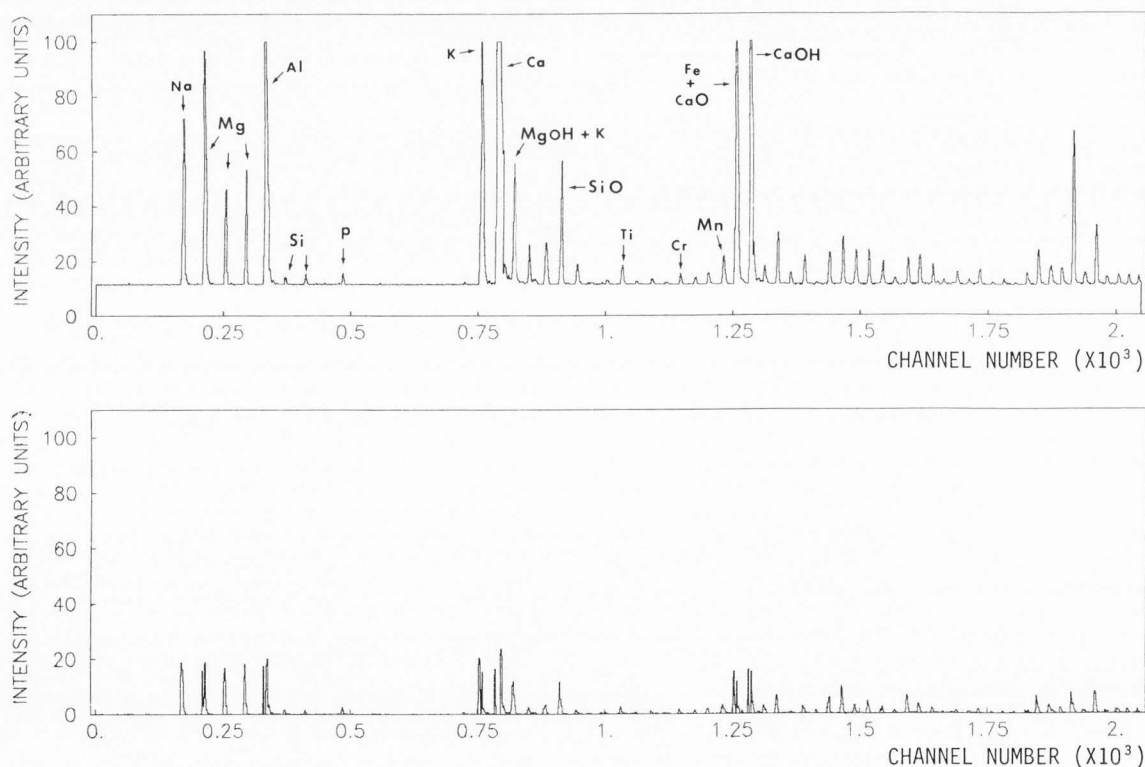 INTENSITY (ARBITRARY UNITS)
100
80
60
40
20
0
Na
Mg
Al
Si
P
K
Ca
MgOH + K
SiO
Ti
Cr
Mn
Fe
+
CaO
CaOH
0. 0.25 0.5 0.75 1. 1.25 1.5 1.75 2.
CHANNEL NUMBER (X10³)
INTENSITY (ARBITRARY UNITS)
100
80
60
40
20
0
0. 0.25 0.5 0.75 1. 1.25 1.5 1.75 2.
CHANNEL NUMBER (X10³)